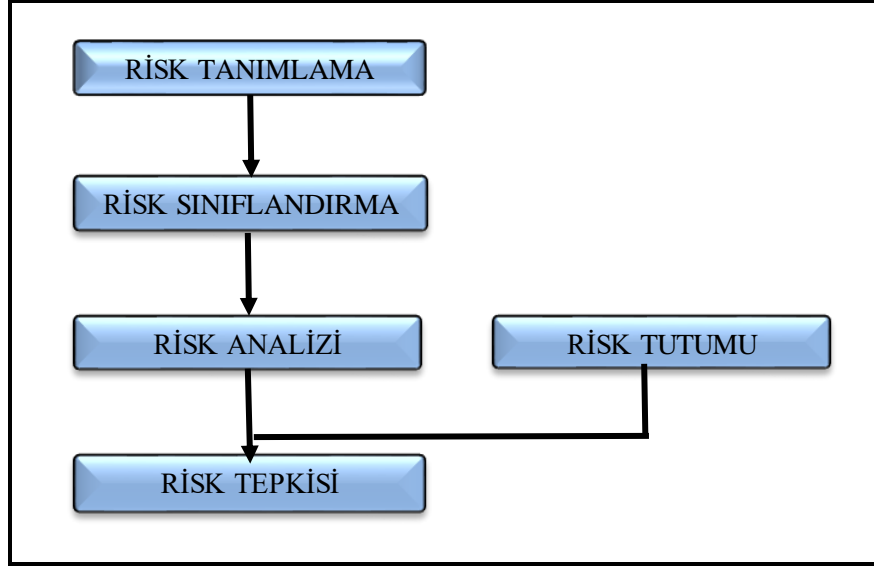 RİSK TANIMLAMA
RİSK SINIFLANDIRMA
RİSK ANALİZİ
RİSK TUTUMU
RİSK TEPKİSİ